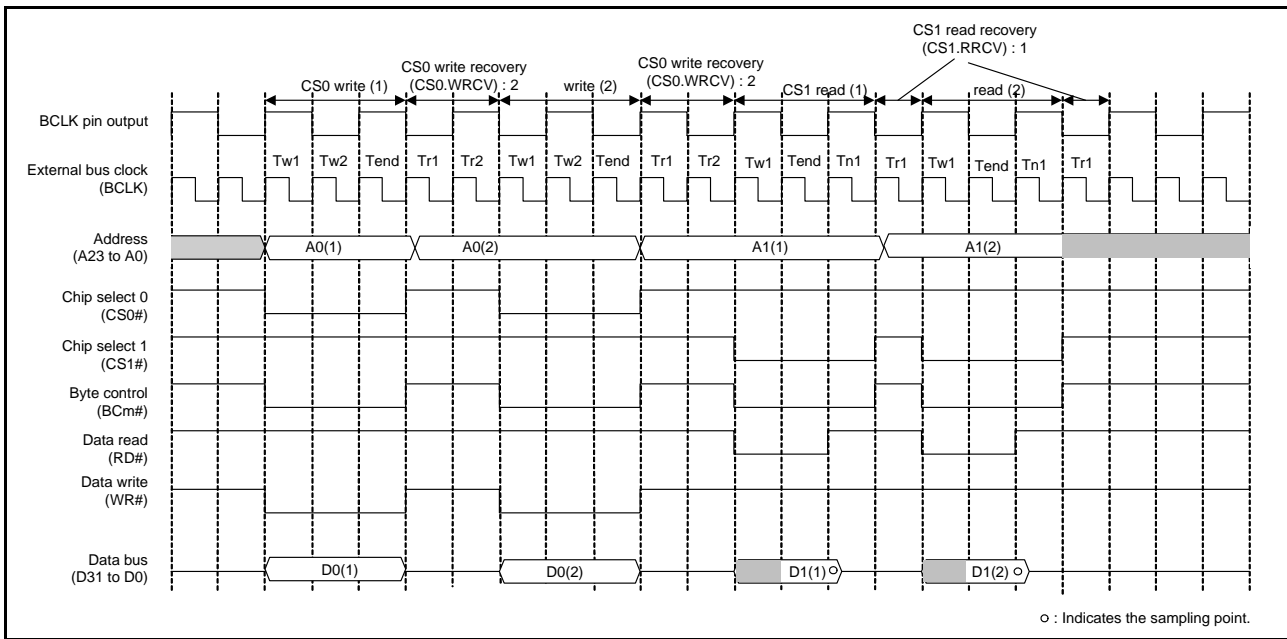 CS1 read recovery
(CS1.RRCV) : 1
CS0 write recovery
(CS0.WRCV) : 2
CS0 write recovery
(CS0.WRCV) : 2
CS0 write (1)
write (2)
CS1 read (1)
read (2)
BCLK pin output
Tw1 Tw2 Tend Tr1 Tr2 Tw1 Tw2 Tend Tr1 Tr2 Tw1 Tend Tn1 Tr1 Tw1 Tend Tn1 Tr1
External bus clock
(BCLK)
Address
(A23 to A0)
A0(1) A0(2) A1(1) A1(2)
Chip select 0
(CS0#)
Chip select 1
(CS1#)
Byte control
(BCm#)
Data read
(RD#)
Data write
(WR#)
Data bus
(D31 to D0)
D0(1) D0(2) D1(1) D1(2)
o : Indicates the sampling point.